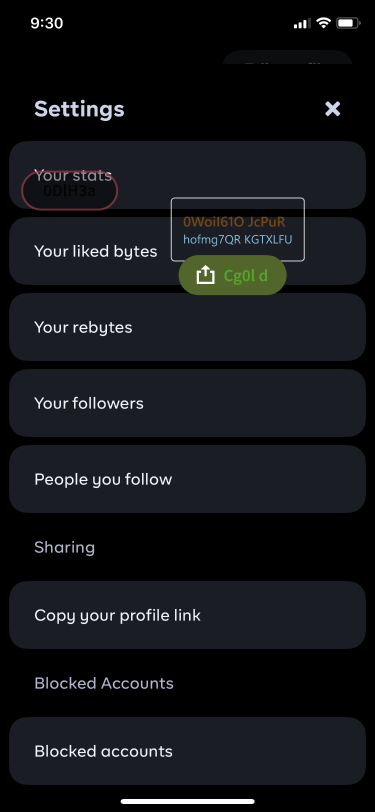 9:30
Settings
Your stats
0DlH3a
0Woil61O JcPuR
hofmg7QR KGTXLFU
Your liked bytes
Cg0l d
Your rebytes
Your followers
People you follow
Sharing
Copy your profile link
Blocked Accounts
Blocked accounts